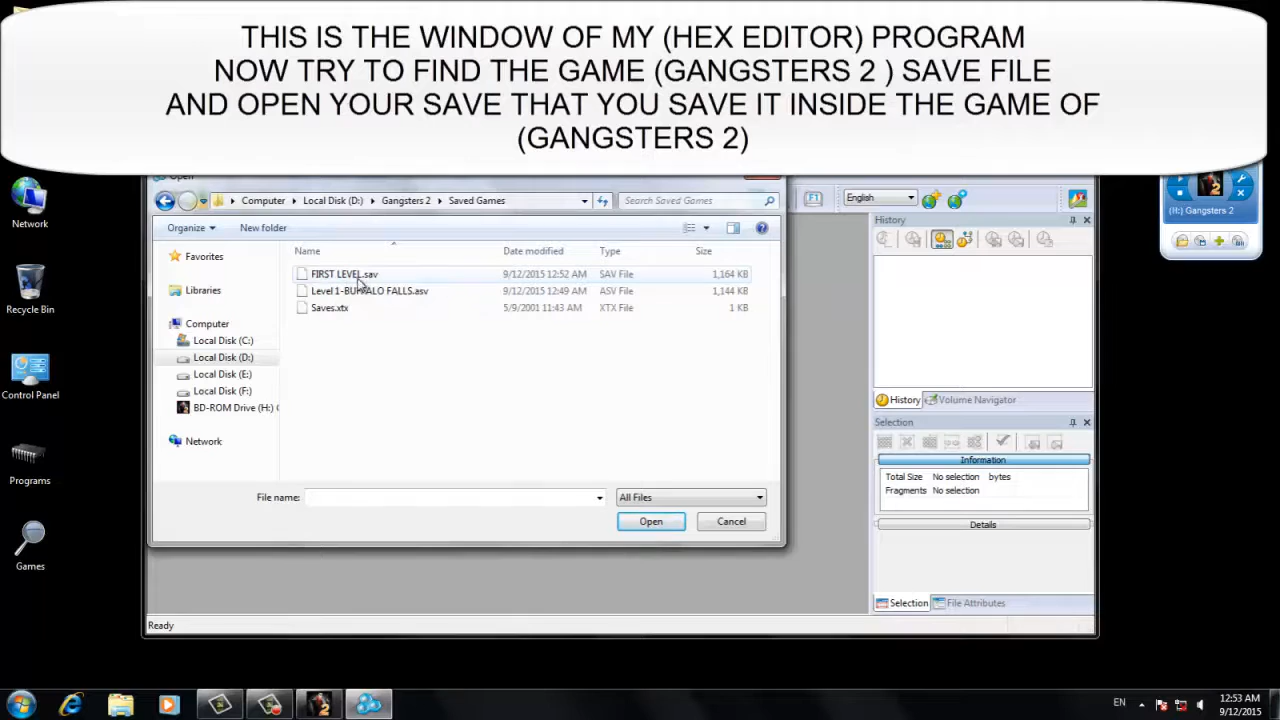 THIS IS THE WINDOW OF MY (HEX EDITOR) PROGRAM
NOW TRY TO FIND THE GAME (GANGSTERS 2 ) SAVE FILE
AND OPEN YOUR SAVE THAT YOU SAVE IT INSIDE THE GAME OF
(GANGSTERS 2)
Network
Recycle Bin
Control Panel
Programs
Games
Computer Local Disk (D:) Gangsters 2 Saved Games
Search Saved Games
Organize New folder
Name Date modified Type Size
FIRST LEVEL.sav 9/12/2015 12:52 AM SAV File 1,164 KB
Level 1-BUFFALO FALLS.asv 9/12/2015 12:49 AM ASV File 1,144 KB
Saves.xtx 5/9/2001 11:43 AM XTX File 1 KB
Favorites
Libraries
Computer
Local Disk (C:)
Local Disk (D:)
Local Disk (E:)
Local Disk (F:)
BD-ROM Drive (H:)
Network
File name: All Files
Open Cancel
F1 English
(H:) Gangsters 2
History
History Volume Navigator
Selection
Information
Total Size No selection bytes
Fragments No selection
Details
Selection File Attributes
Ready
EN
12:53 AM
9/12/2015